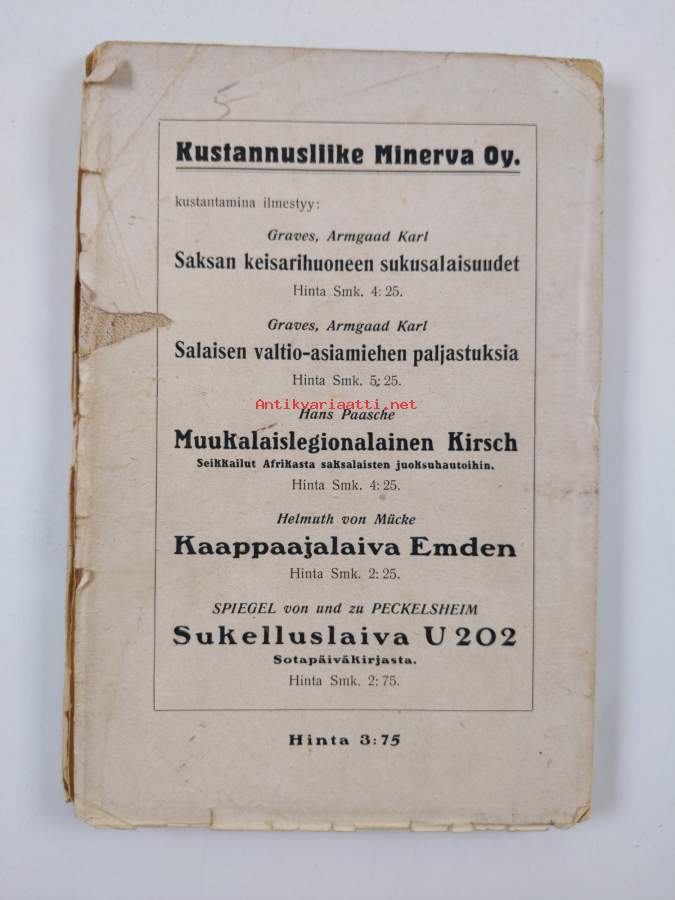 5
Kustannusliike Minerva Oy.
kustantamina ilmestyy:
Graves, Armgaad Karl
Saksan keisarihuoneen sukusalaisuudet
Hinta Smk. 4: 25.
Graves, Armgaad Karl
Salaisen valtio-asiamiehen paljastuksia
Hinta Smk. 5: 25.
Antikvariaatti.net
Hans Paasche
Muukalaislegionalainen Kirsch
Seikkailut Afrikasta saksalaisten juoksuhautoihin.
Hinta Smk. 4: 25.
Helmuth von Mücke
Kaappaajalaiva Emden
Hinta Smk. 2: 25.
SPIEGEL von und zu PECKELSHEIM
Sukelluslaiva U 202
Sotapäiväkirjasta.
Hinta Smk. 2: 75.
Hinta 3:75